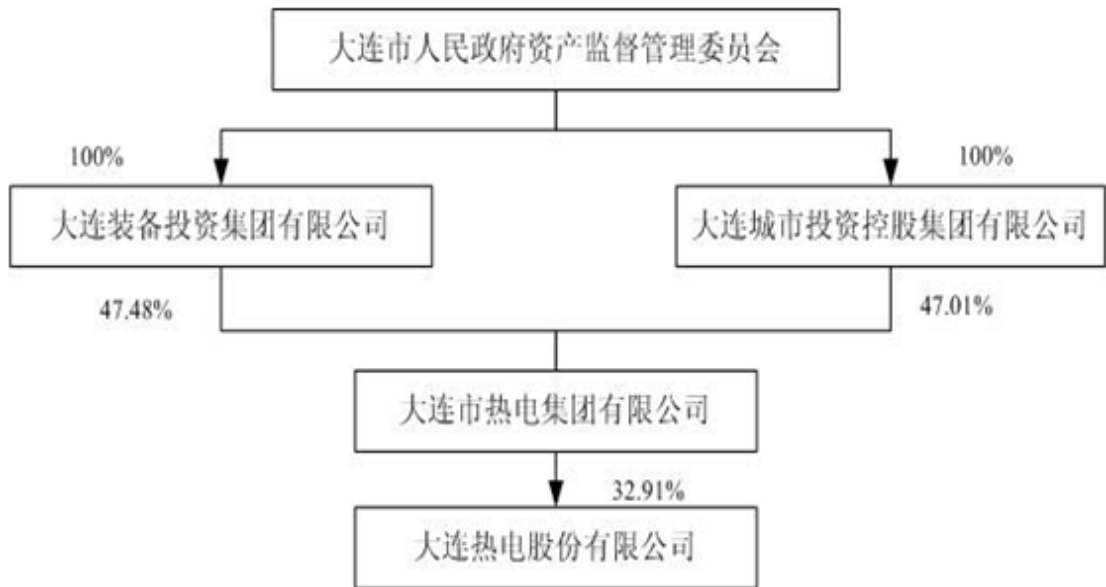 大连市人民政府资产监督管理委员会
100%
100%
大连装备投资集团有限公司
大连城市投资控股集团有限公司
47.48%
47.01%
大连市热电集团有限公司
32.91%
大连热电股份有限公司